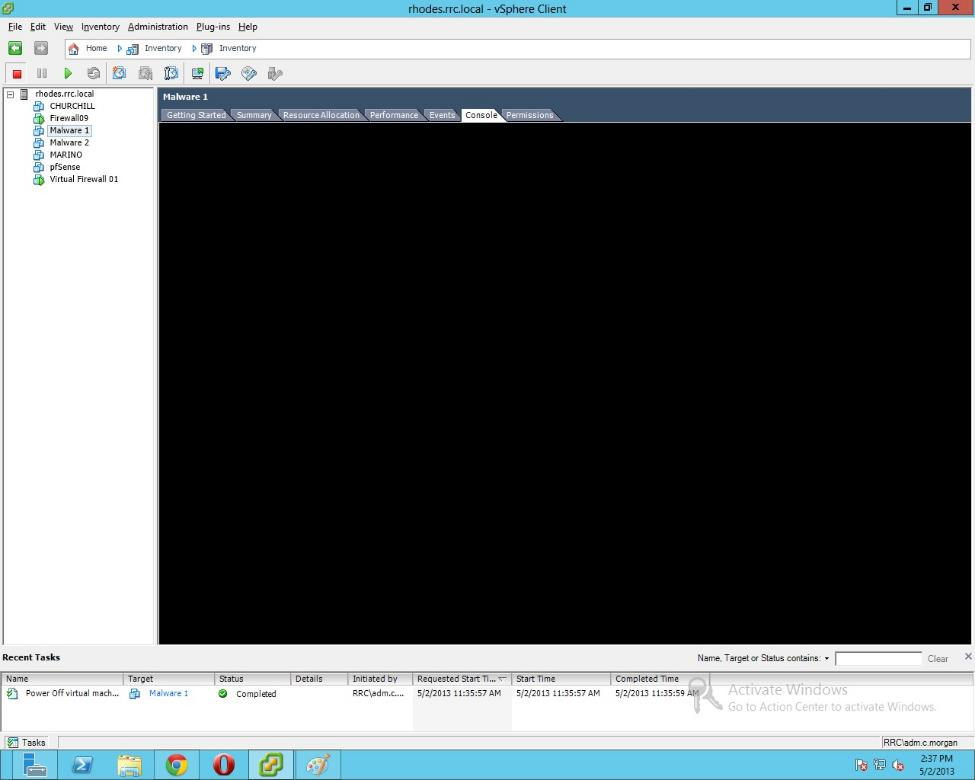 rhodes.rrc.local - vSphere Client
File Edit View Inventory Administration Plug-ins Help
Home Inventory Inventory
rhodes.rrc.local
CHURCHILL
Firewall09
Malware 1
Malware 2
MARINO
pfSense
Virtual Firewall 01
Malware 1
Getting Started Summary Resource Allocation Performance Events Console Permissions
Recent Tasks
Name, Target or Status contains: Clear
Name Target Status Details Initiated by Requested Start Ti... Start Time Completed Time
Power Off virtual mach... Malware 1 Completed RRC\adm.c.... 5/2/2013 11:35:57 AM 5/2/2013 11:35:57 AM 5/2/2013 11:35:59 AM
Activate Windows
Go to Action Center to activate Windows.
Tasks
RRC\adm.c.morgan
2:37 PM
5/2/2013